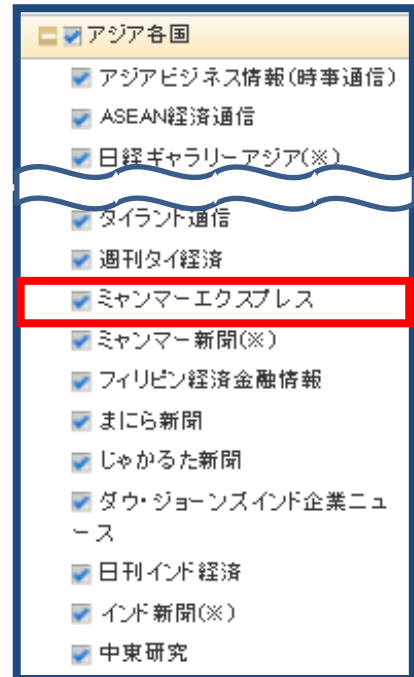 アジア各国
アジアビジネス情報(時事通信)
ASEAN経済通信
日経ギャラリーアジア(※)
タイランド通信
週刊タイ経済
ミャンマーエクスプレス
ミャンマー新聞(※)
フィリピン経済金融情報
まにら新聞
じゃかるた新聞
ダウ・ジョーンズインド企業ニュ
ース
日刊インド経済
インド新聞(※)
中東研究